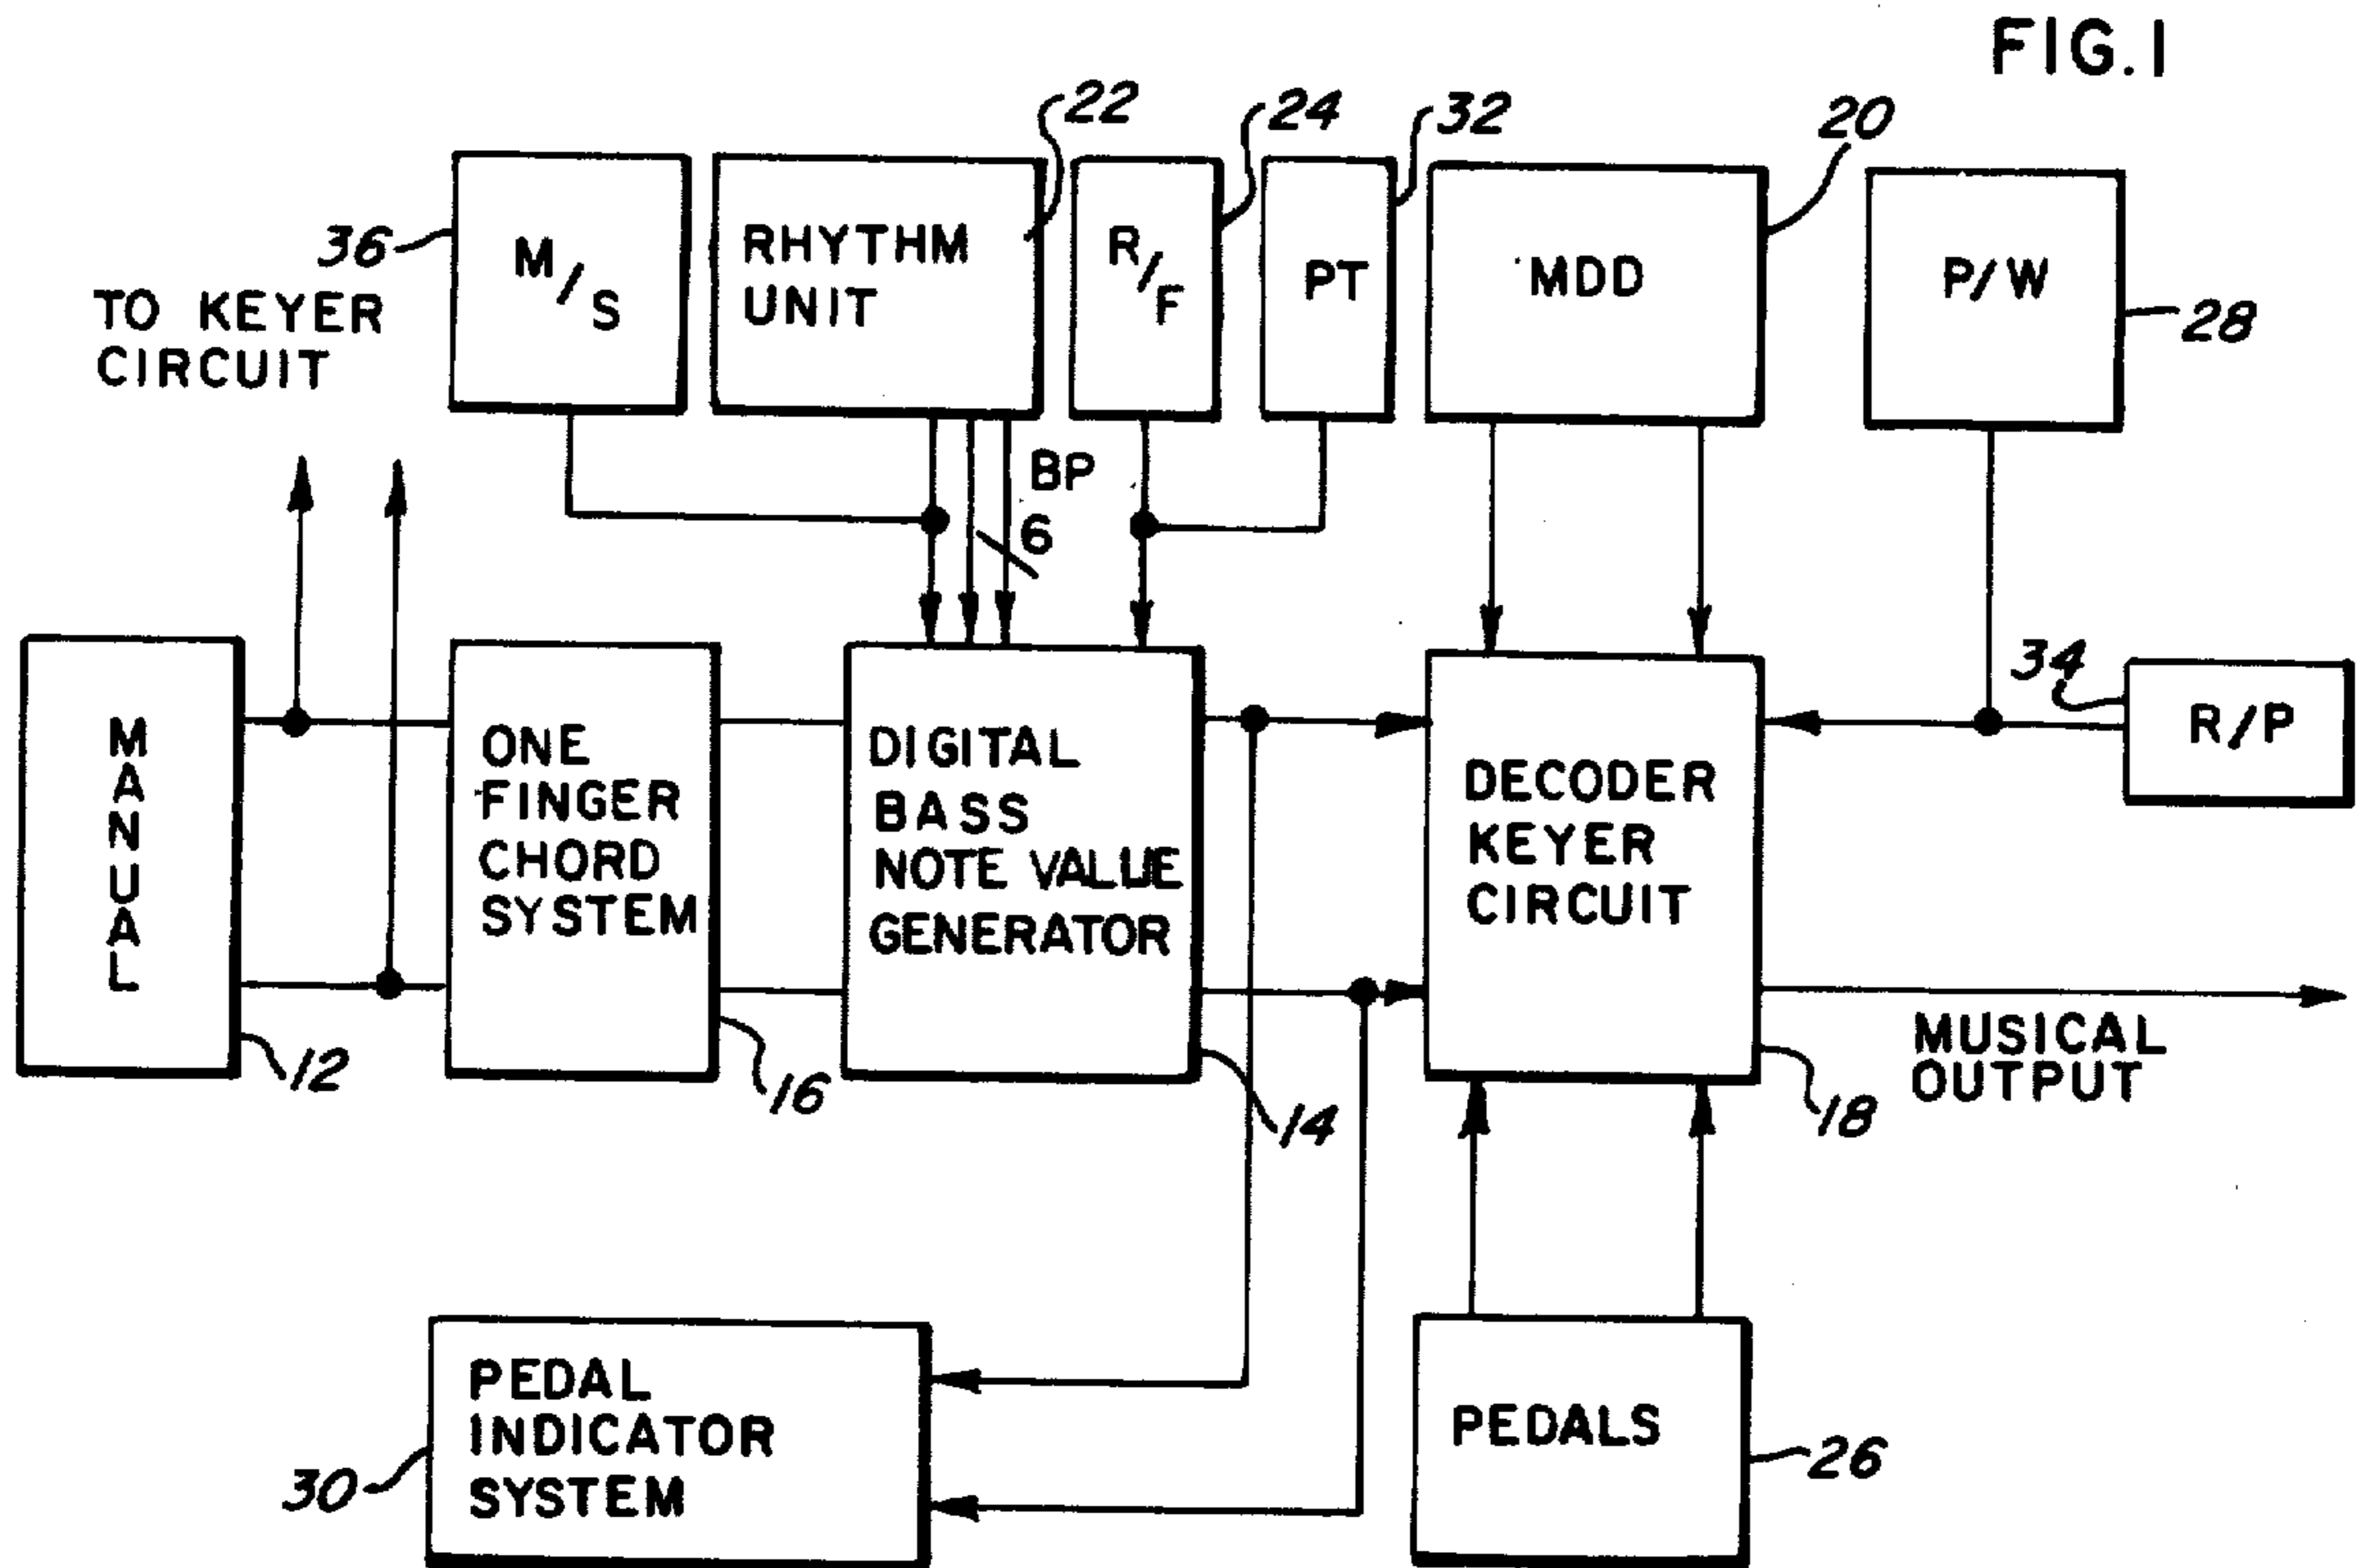 FIG. 1
22
24
32
20
36
M/S
RHYTHM
UNIT
R/F
PT
MDD
P/W
28
TO KEYER
CIRCUIT
BP
6
34
R/P
MANUAL
ONE
FINGER
CHORD
SYSTEM
DIGITAL
BASS
NOTE VALUE
GENERATOR
DECODER
KEYER
CIRCUIT
MUSICAL
OUTPUT
12
16
14
18
PEDAL
INDICATOR
SYSTEM
30
PEDALS
26